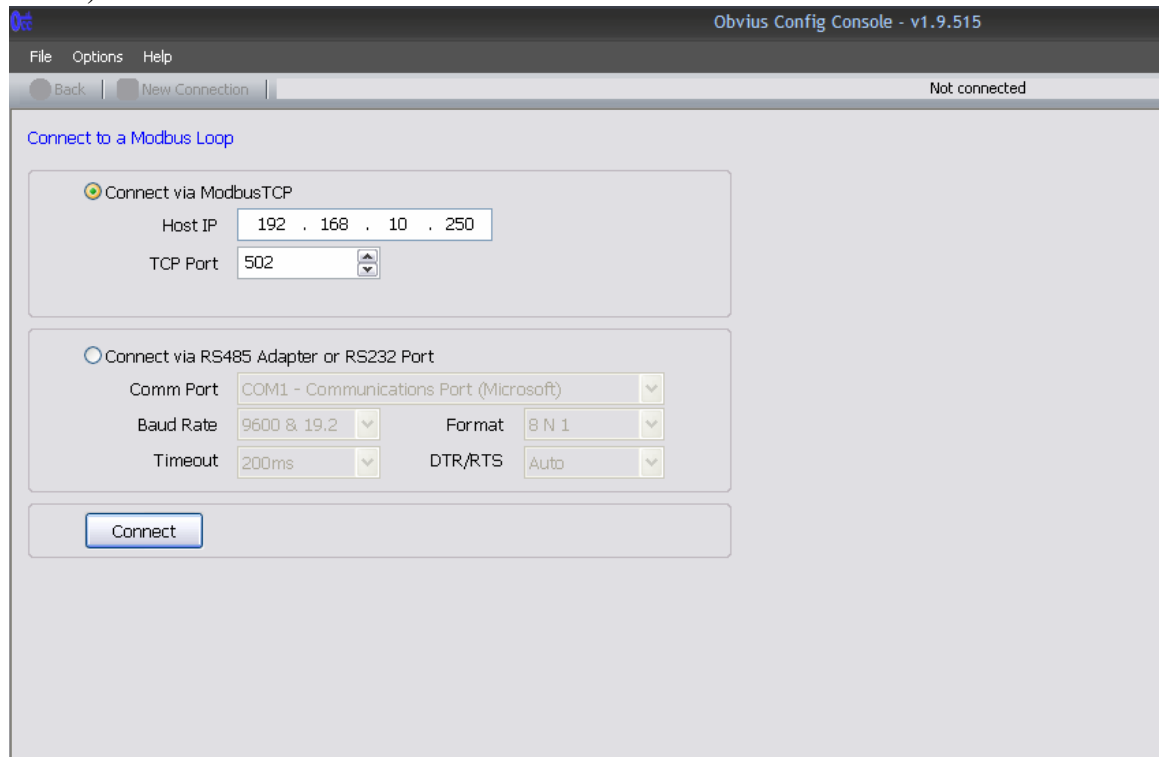 Obvius Config Console - v1.9.515
File Options Help
Back New Connection Not connected
Connect to a Modbus Loop
Connect via ModbusTCP
Host IP 192 . 168 . 10 . 250
TCP Port 502
Connect via RS485 Adapter or RS232 Port
Comm Port COM1 - Communications Port (Microsoft)
Baud Rate 9600 & 19.2 Format 8 N 1
Timeout 200ms DTR/RTS Auto
Connect